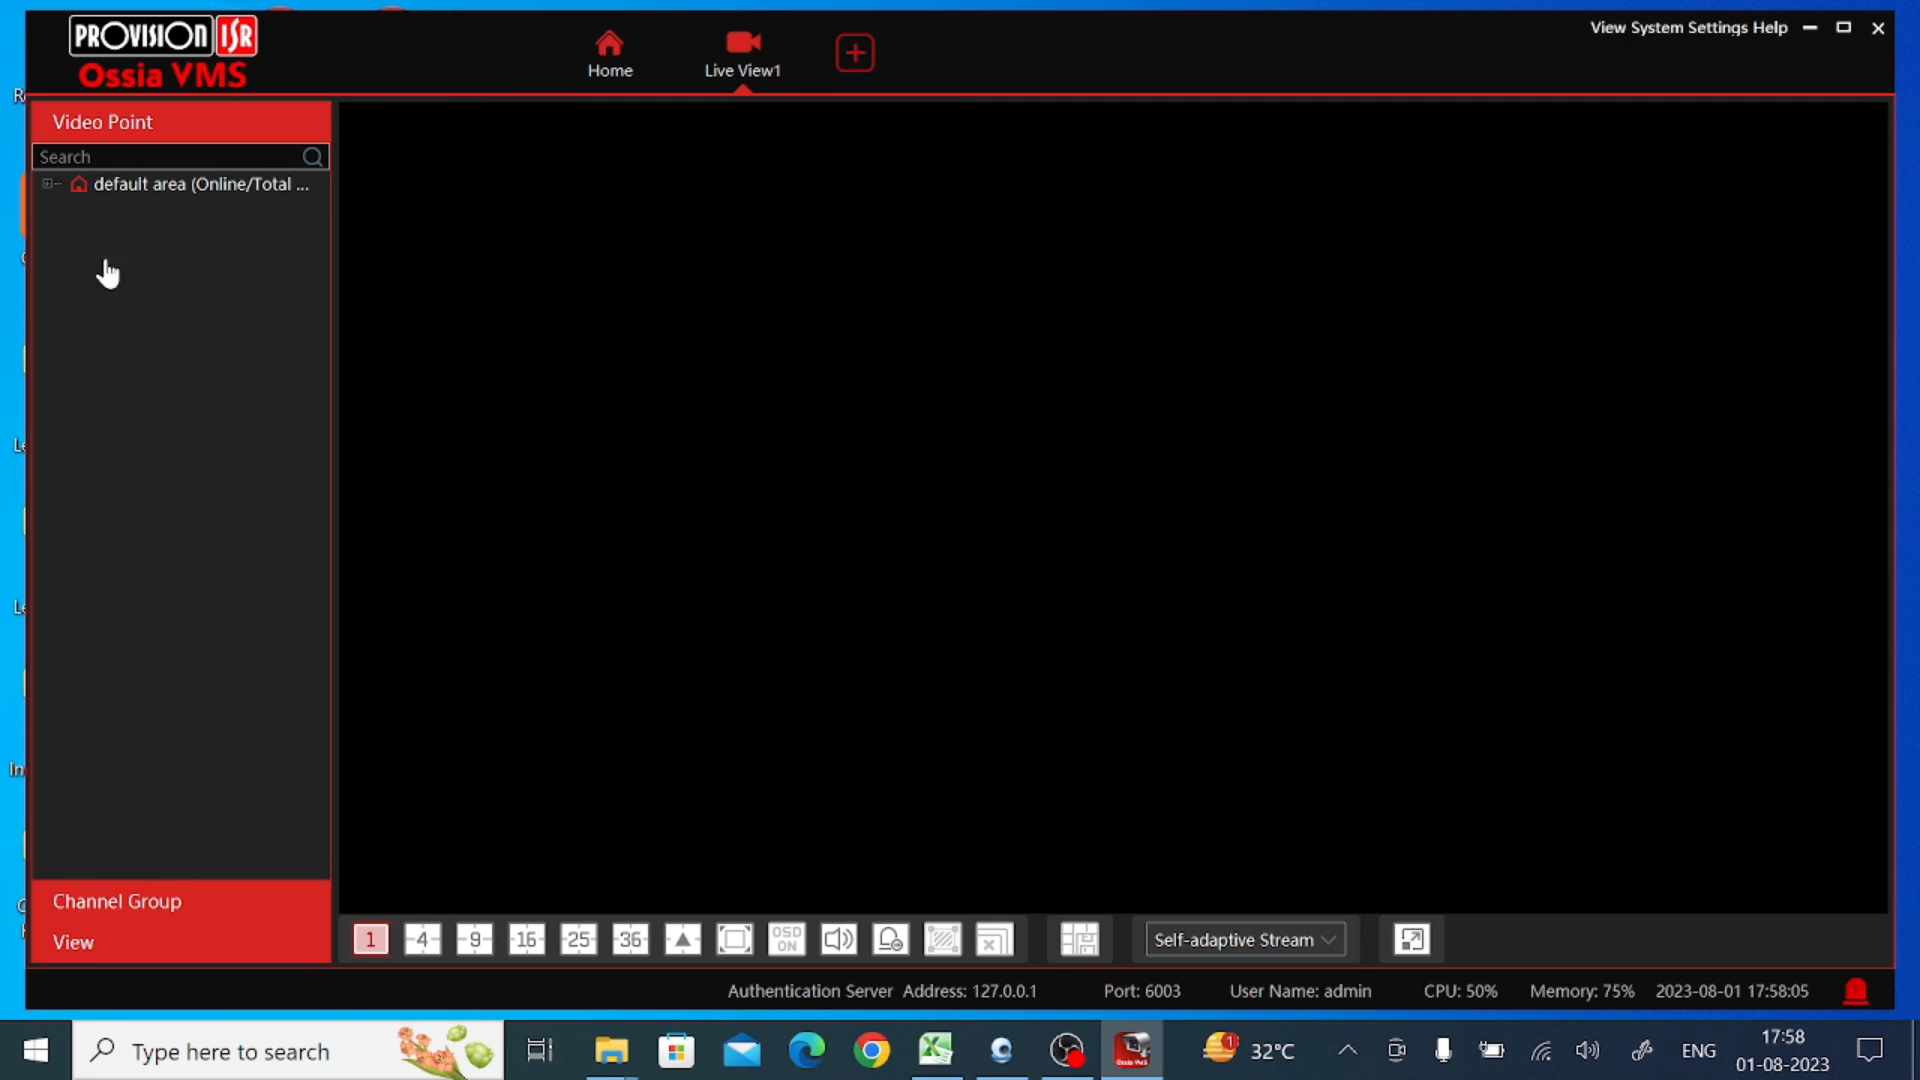 PROVISION ISR
Ossia VMS
Home
Live View1
View System Settings Help
Video Point
Search
default area (Online/Total ...
Channel Group
View
1
4
9
16
25
36
OSD
ON
Self-adaptive Stream
Authentication Server Address: 127.0.0.1 Port: 6003 User Name: admin CPU: 50% Memory: 75% 2023-08-01 17:58:05
Type here to search
Ossia VMS
1
32°C
ENG
17:58
01-08-2023